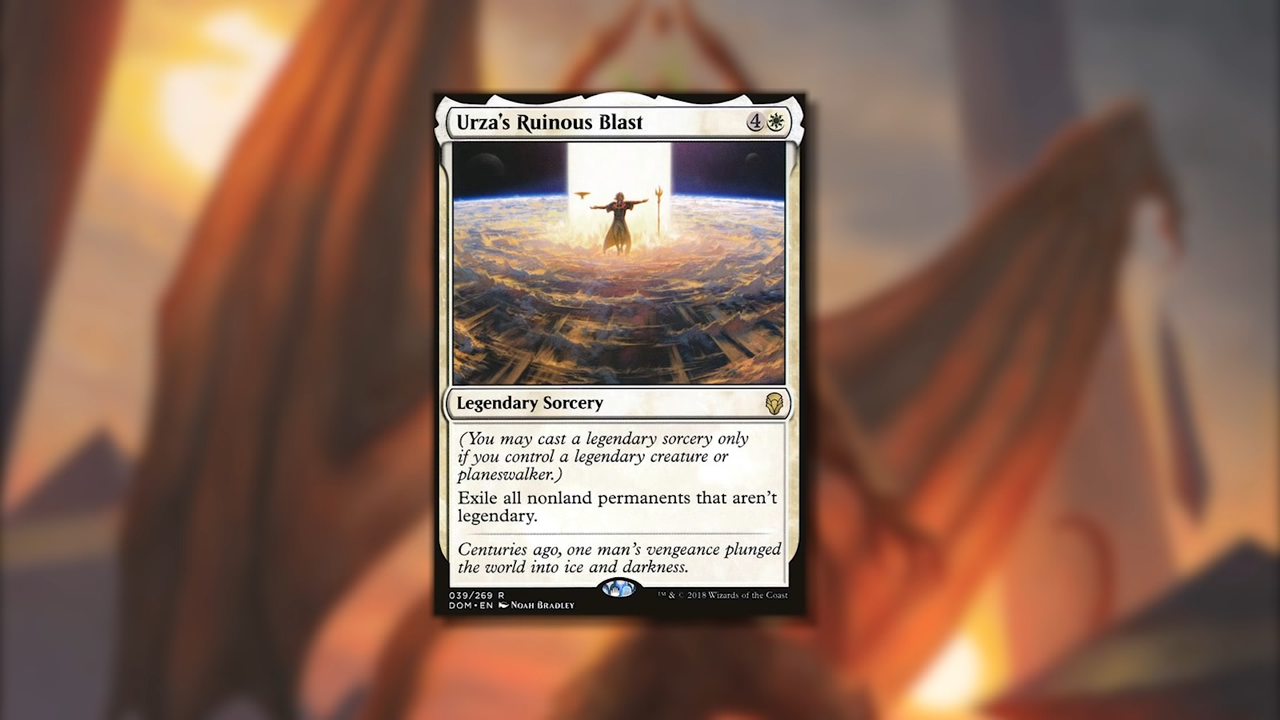 Urza's Ruinous Blast 4
Legendary Sorcery
(You may cast a legendary sorcery only
if you control a legendary creature or
planeswalker.)
Exile all nonland permanents that aren't
legendary.
Centuries ago, one man's vengeance plunged
the world into ice and darkness.
039/269 R
DOM • EN Noah Bradley
™ & © 2018 Wizards of the Coast